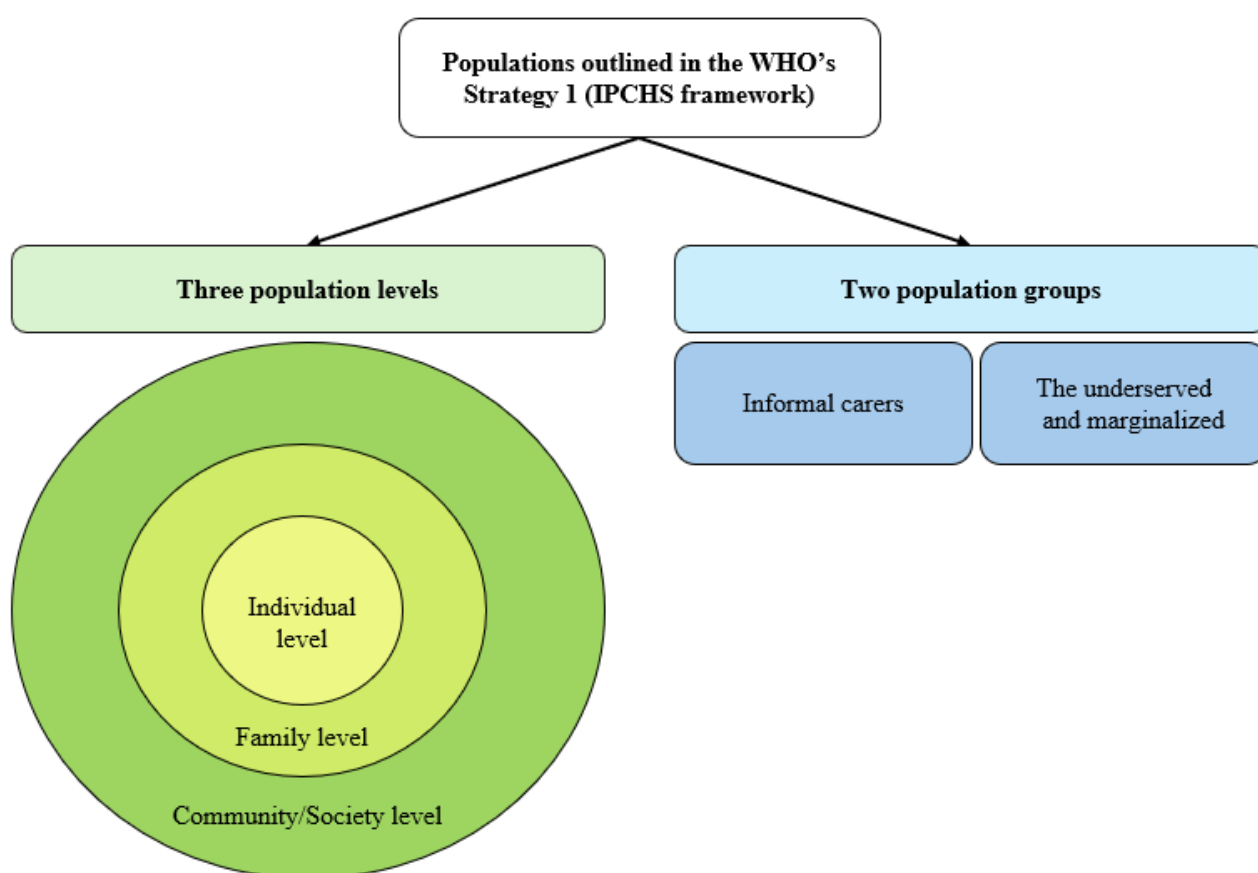 Populations outlined in the WHO’s
Strategy 1 (IPCHS framework)
Three population levels
Two population groups
Informal carers
The underserved
and marginalized
Individual
level
Family level
Community/Society level